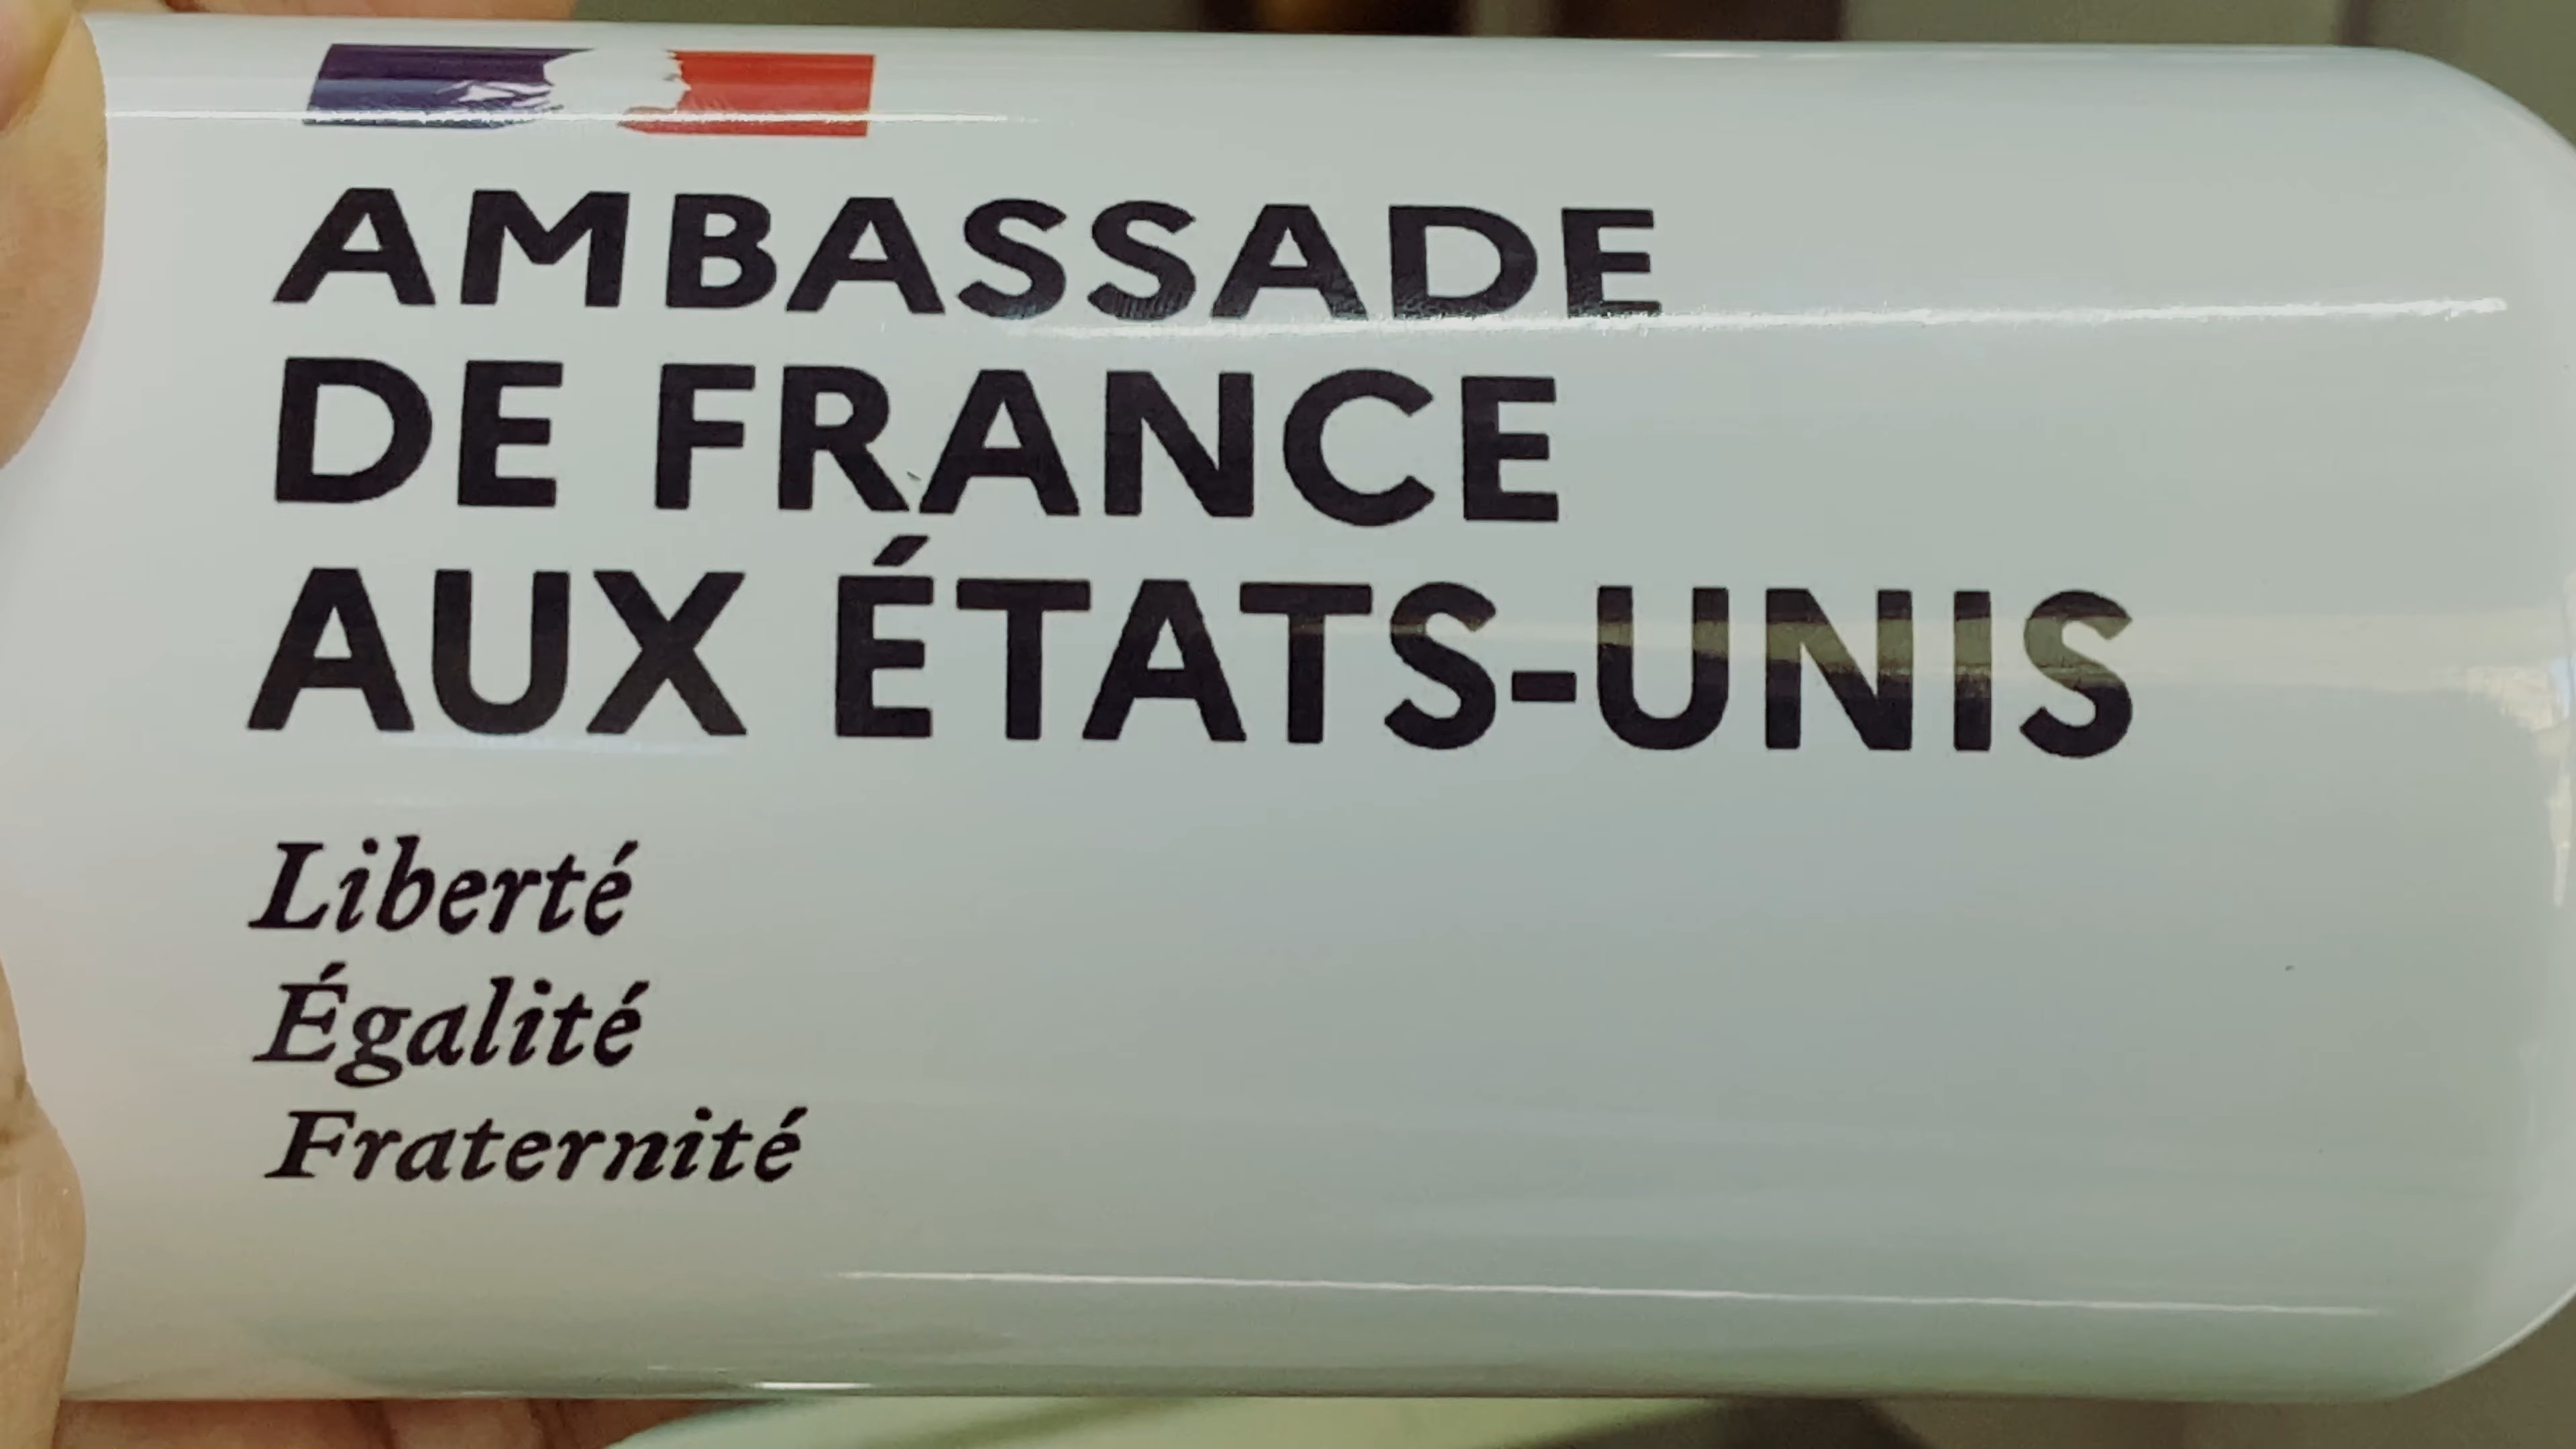 AMBASSADE
DE FRANCE
AUX ÉTATS-UNIS
Liberté
Égalité
Fraternité